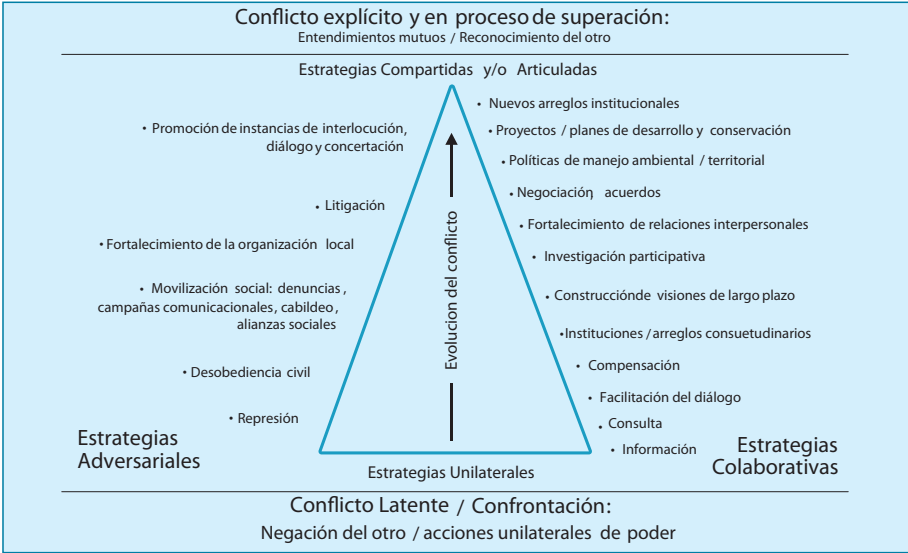 Conflicto explícito y en proceso de superación:
Entendimientos mutuos / Reconocimiento del otro
Estrategias Compartidas y/o Articuladas
• Promoción de instancias de interlocución,
diálogo y concertación
• Litigación
• Fortalecimiento de la organización local
• Movilización social: denuncias,
campañas comunicacionales, cabildeo,
alianzas sociales
• Desobediencia civil
• Represión
Estrategias
Adversariales
Evolucion del conflicto
• Nuevos arreglos institucionales
• Proyectos / planes de desarrollo y conservación
• Políticas de manejo ambiental / territorial
• Negociación, acuerdos
• Fortalecimiento de relaciones interpersonales
• Investigación participativa
• Construcciónde visiones de largo plazo
• Instituciones / arreglos consuetudinarios
• Compensación
• Facilitación del diálogo
• Consulta
• Información
Estrategias
Colaborativas
Estrategias Unilaterales
Conflicto Latente / Confrontación:
Negación del otro / acciones unilaterales de poder